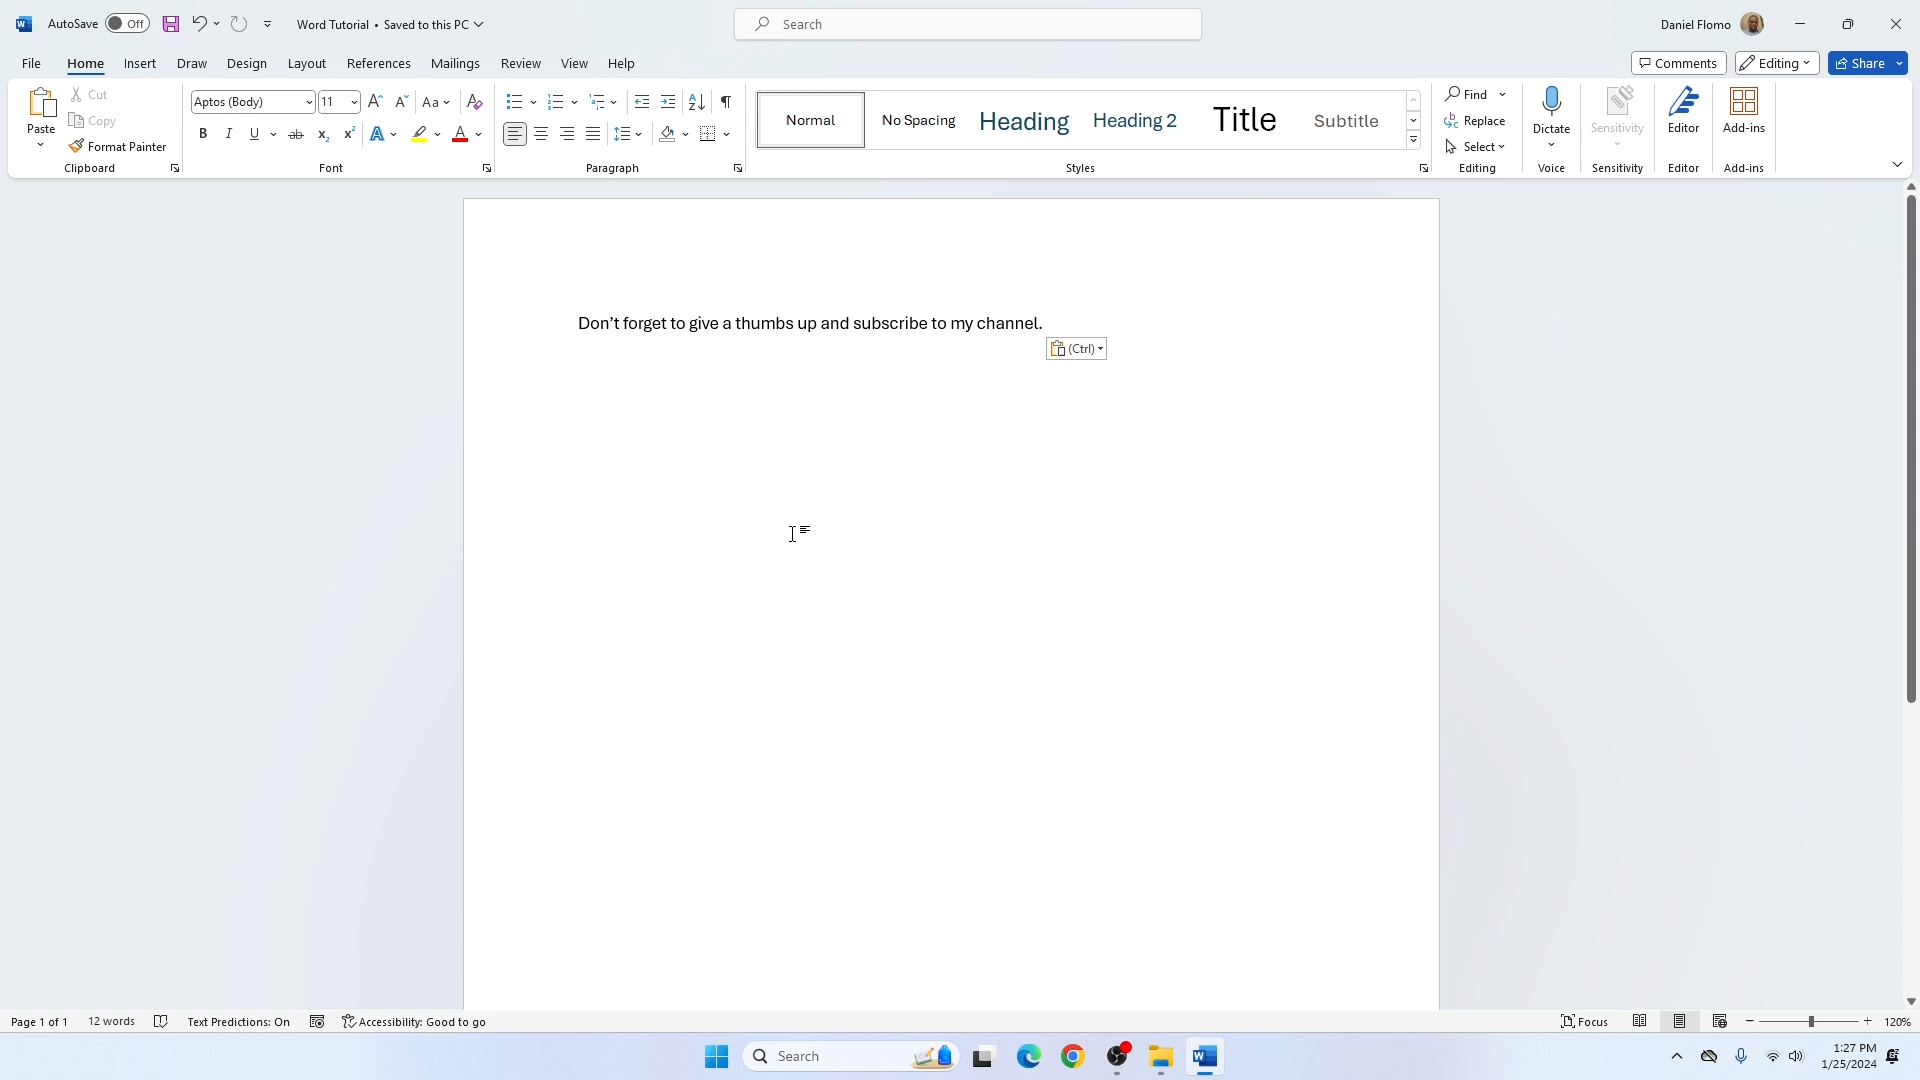 AutoSave Off Word Tutorial • Saved to this PC Search Daniel Flomo
File Home Insert Draw Design Layout References Mailings Review View Help Comments Editing Share
Paste Cut Copy Format Painter Clipboard
Aptos (Body) 11 Aa B I U ab x₂ x² A A Font
Paragraph
Normal No Spacing Heading Heading 2 Title Subtitle Styles
Find Replace Select Editing
Dictate Voice
Sensitivity Sensitivity
Editor Editor
Add-ins Add-ins
Don’t forget to give a thumbs up and subscribe to my channel.
(Ctrl)
Page 1 of 1 12 words Text Predictions: On Accessibility: Good to go Focus 120%
Search 1:27 PM
1/25/2024